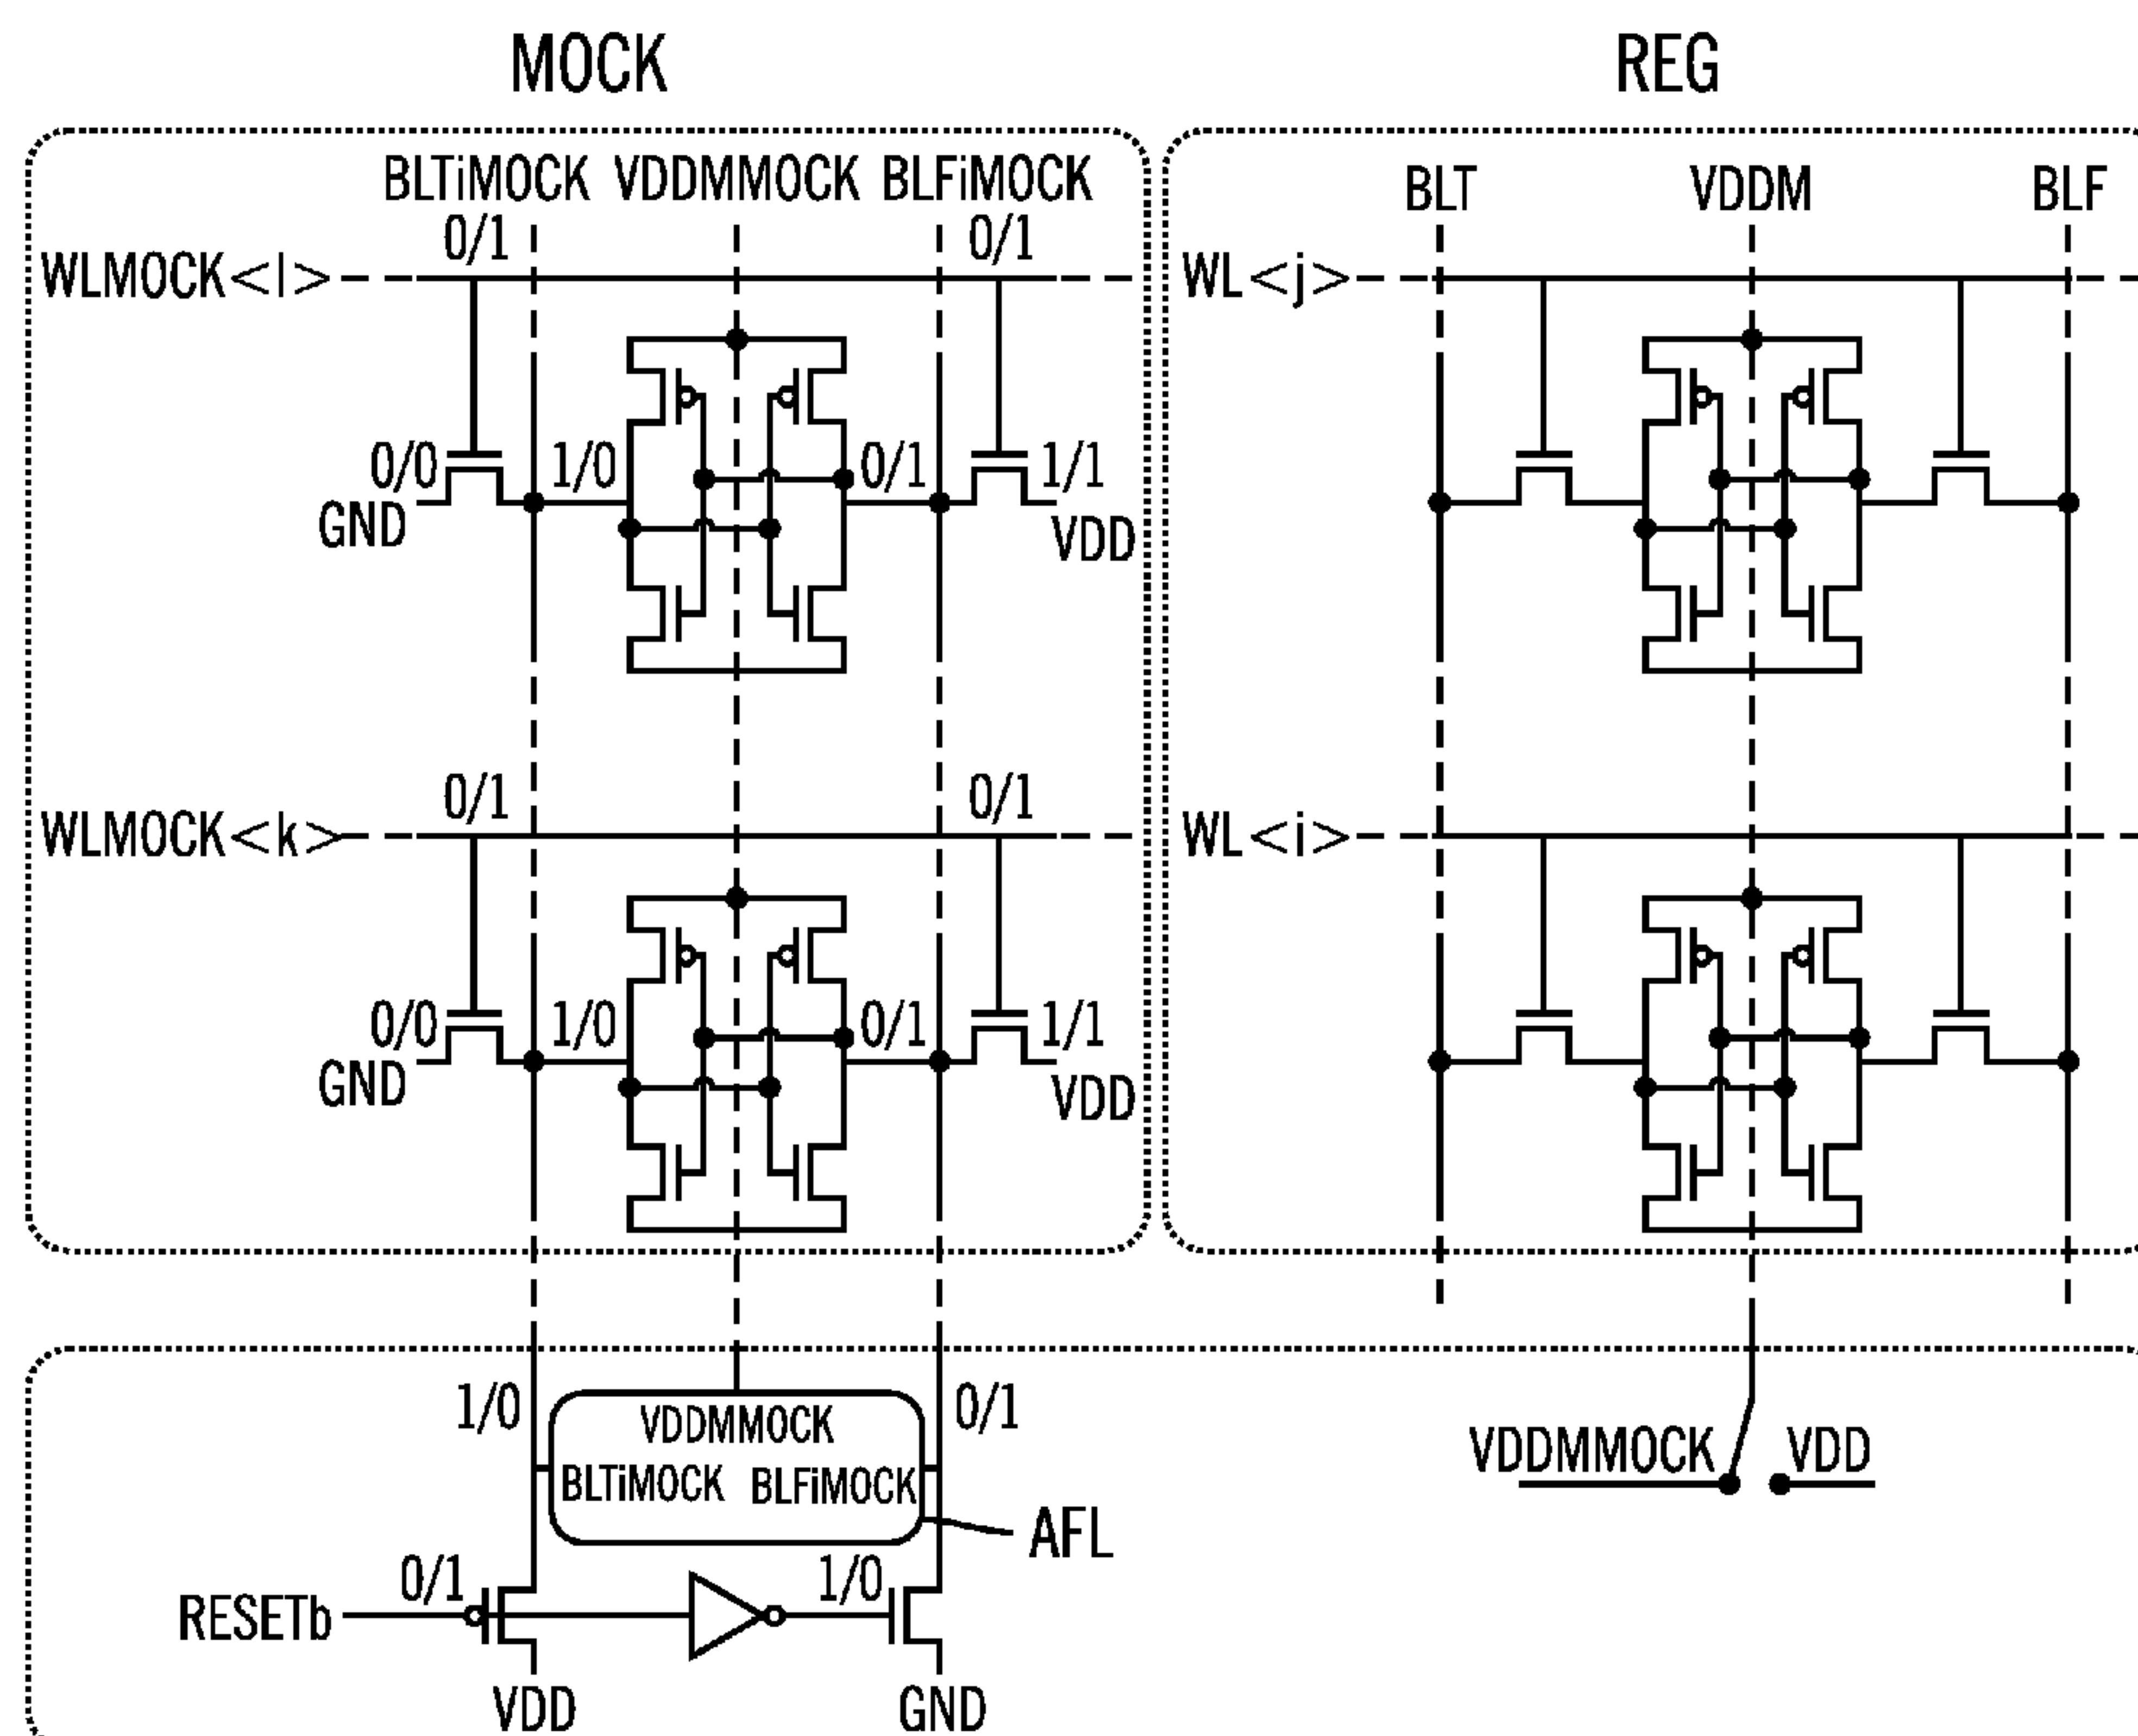 MOCK REG
BLTiMOCK VDDMMOCK BLFiMOCK BLT VDDM BLF
0/1 0/1
WLMOCK<l> WL<j>
0/0 1/0 0/1 1/1
GND VDD
0/1 0/1
WLMOCK<k> WL<i>
0/0 1/0 0/1 1/1
GND VDD
1/0 0/1
VDDMMOCK
VDDMMOCK VDD
BLTiMOCK BLFiMOCK
AFL
0/1 1/0
RESETb
VDD GND